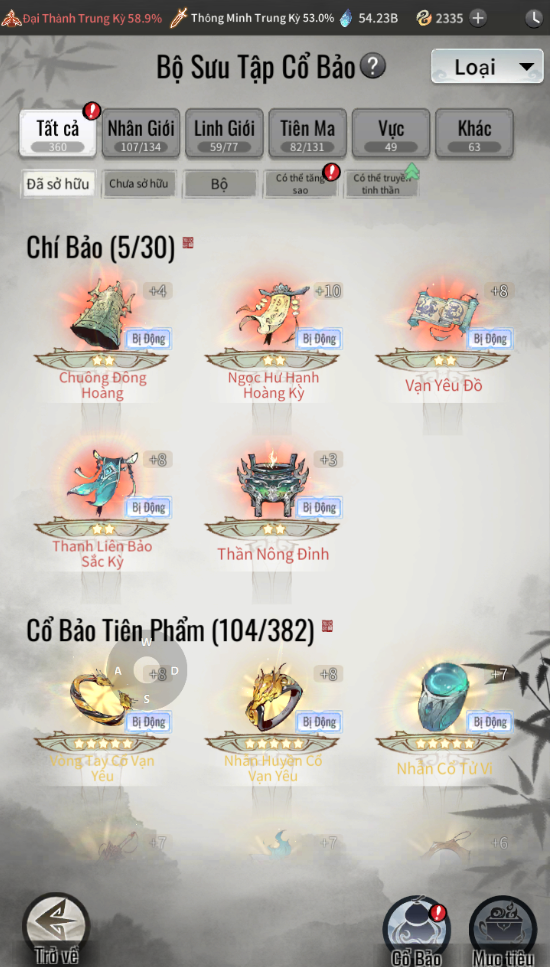 Đại Thành Trung Kỳ 58.9% Thông Minh Trung Kỳ 53.0% 54.23B 2335
Bộ Sưu Tập Cổ Bảo ? Loại
Tất cả Nhân Giới Linh Giới Tiên Ma Vực Khác
360 107/134 59/77 82/131 49 63
Đã sở hữu Chưa sở hữu Bộ Có thể tăng sao Có thể truyền tinh thần
Chí Bảo (5/30)
+4 +10 +8
Bị Động Bị Động Bị Động
Chuông Đông Hoàng
Ngọc Hư Hạnh Hoàng Kỳ
Vạn Yêu Đồ
+8 +3
Bị Động Bị Động
Thanh Liên Bảo Sắc Kỳ
Thần Nông Đỉnh
Cổ Bảo Tiên Phẩm (104/382)
W
A D
S
+8 +8 +7
Bị Động Bị Động Bị Động
Vòng Tay Cổ Vạn Yêu
Nhẫn Huyền Cổ Vạn Yêu
Nhẫn Cổ Tử Vi
+7 +7 +6
Trở về Cổ Bảo Mục tiêu